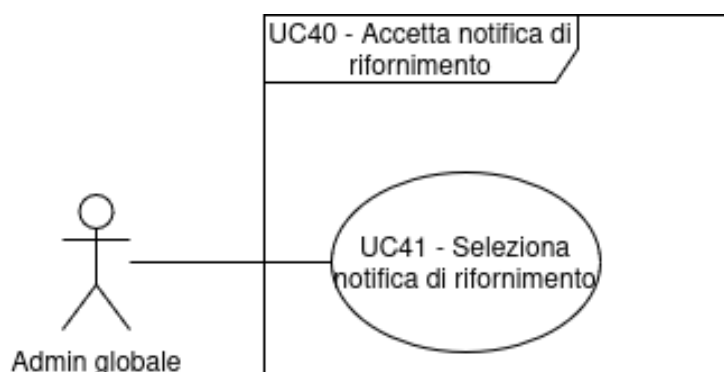 UC40 - Accetta notifica di
rifornimento
UC41 - Seleziona
notifica di rifornimento
Admin globale